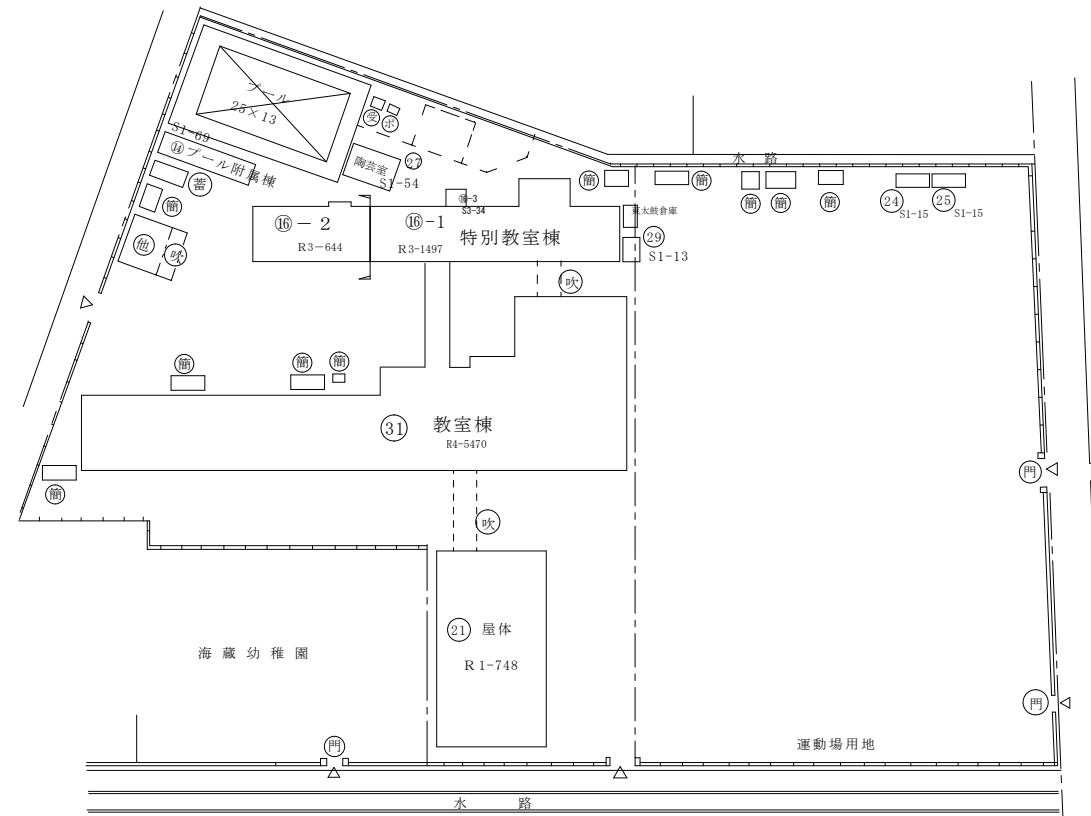 プール
25×13
受
ポ
S1-69
⑭プール附属棟
陶芸室
㉗
S1-54
水 路
蓄
簡
簡
簡
簡
簡
簡
㉔
S1-15
㉕
S1-15
⑯-3
S3-34
太鼓倉庫
㉙
S1-13
⑯-2
R3-644
⑯-1
R3-1497
特別教室棟
他
吹
吹
簡
簡
簡
㉛
教室棟
R4-5470
簡
門
吹
㉑ 屋体
R1-748
海蔵幼稚園
門
運動場用地
門
水 路